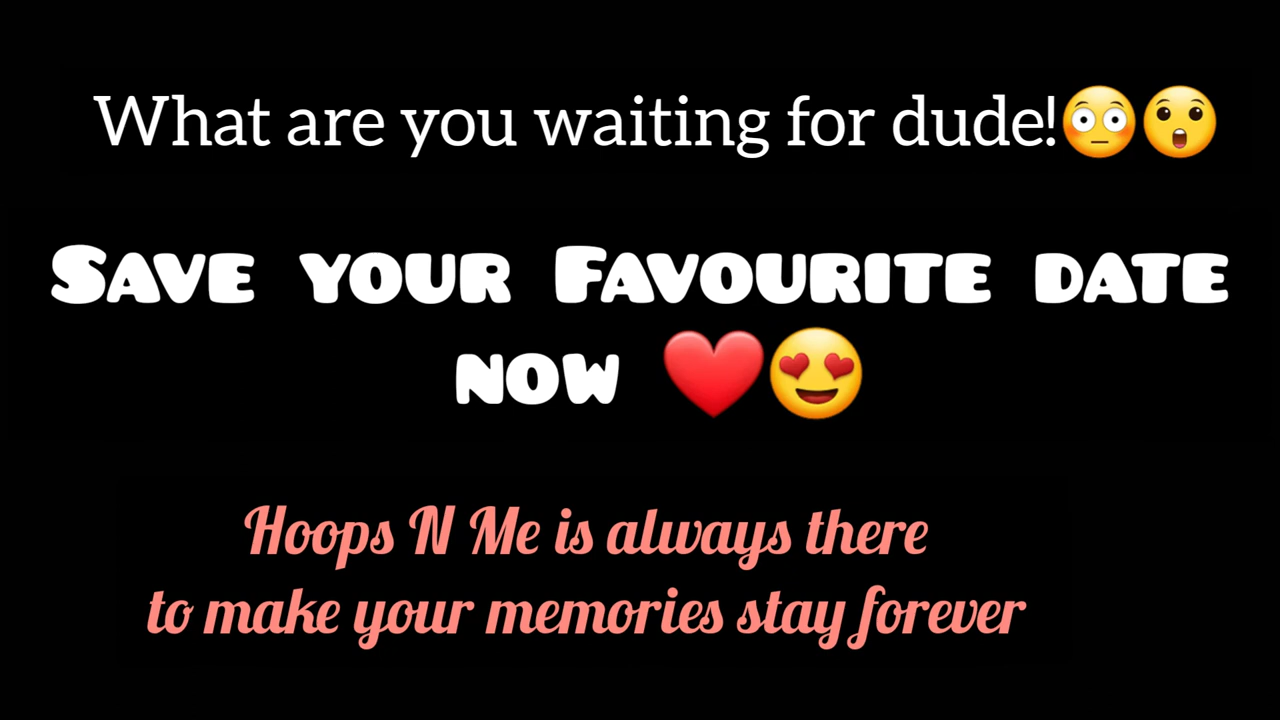 What are you waiting for dude!😳😲
Save your Favourite date
now ❤️😍
Hoops N Me is always there
to make your memories stay forever